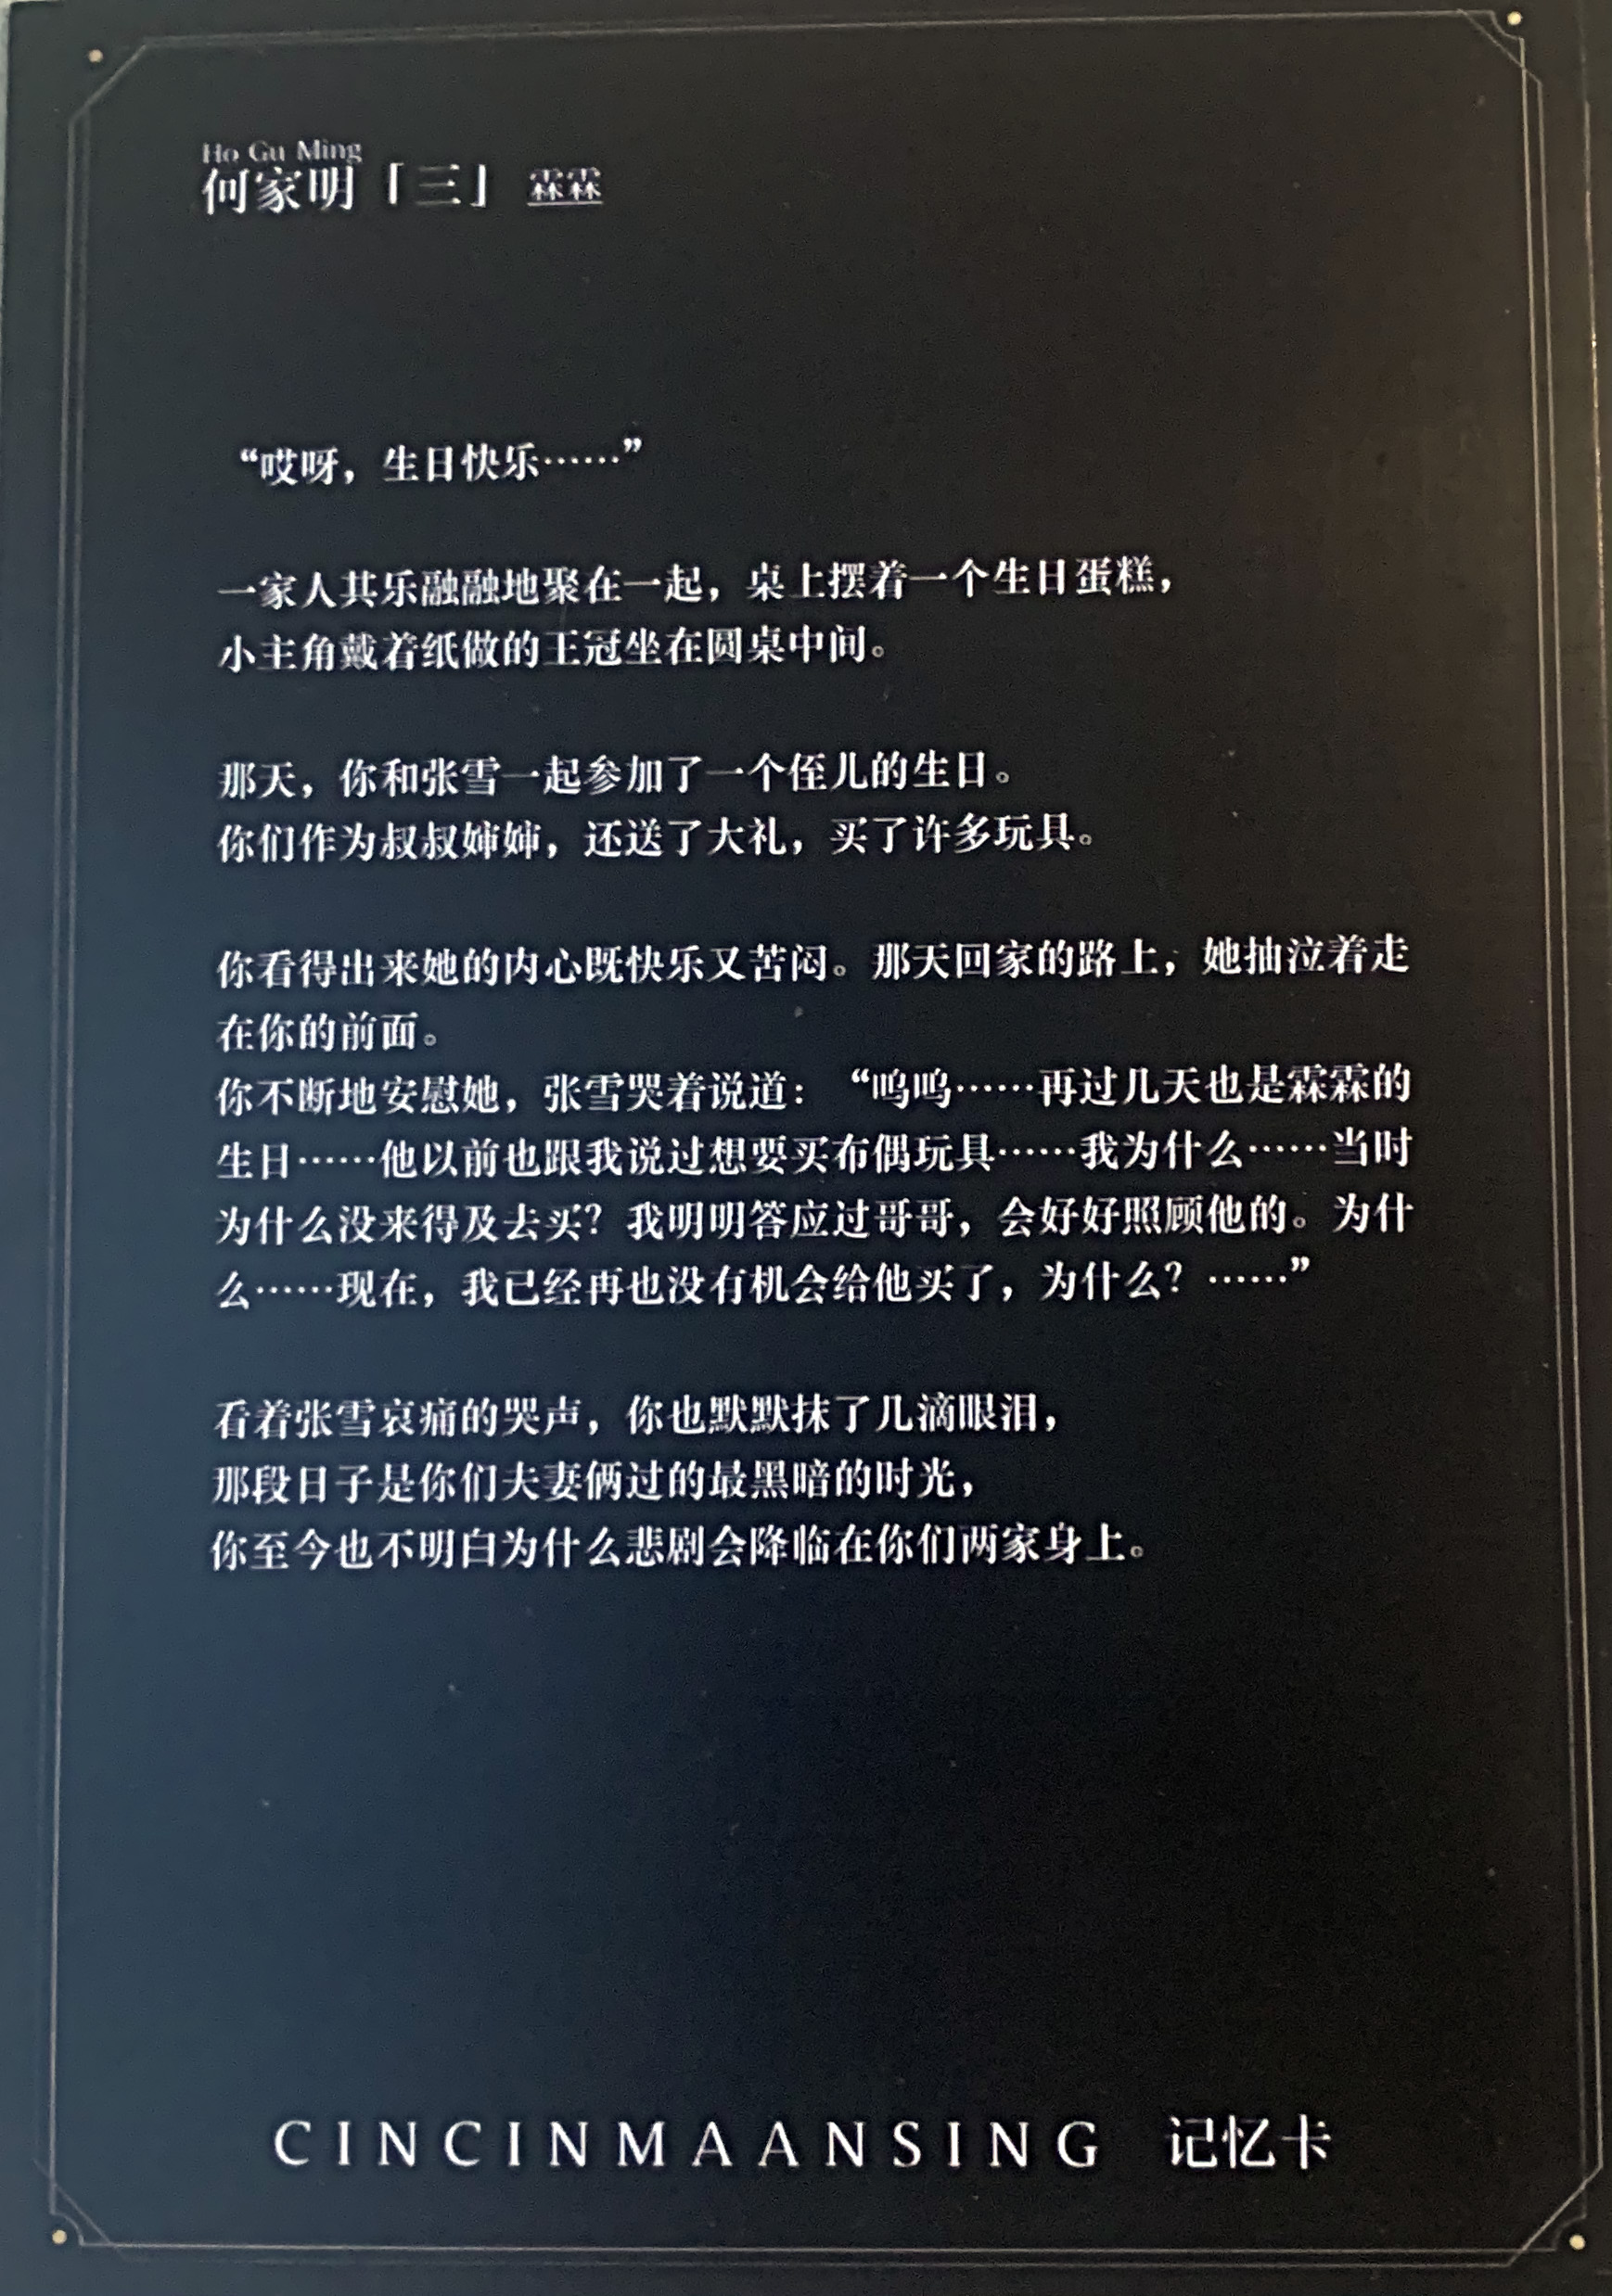 Ho Gu Ming
何家明「三」 霖霖
“哎呀，生日快乐……”
一家人其乐融融地聚在一起，桌上摆着一个生日蛋糕，
小主角戴着纸做的王冠坐在圆桌中间。
那天，你和张雪一起参加了一个侄儿的生日。
你们作为叔叔婶婶，还送了大礼，买了许多玩具。
你看得出来她的内心既快乐又苦闷。那天回家的路上，她抽泣着走
在你的前面。
你不断地安慰她，张雪哭着说道：“呜呜……再过几天也是霖霖的
生日……他以前也跟我说过想要买布偶玩具……我为什么……当时
为什么没来得及去买？我明明答应过哥哥，会好好照顾他的。为什
么……现在，我已经再也没有机会给他买了，为什么？……”
看着张雪哀痛的哭声，你也默默抹了几滴眼泪，
那段日子是你们夫妻俩过的最黑暗的时光，
你至今也不明白为什么悲剧会降临在你们两家身上。
CINCINMAANSING 记忆卡